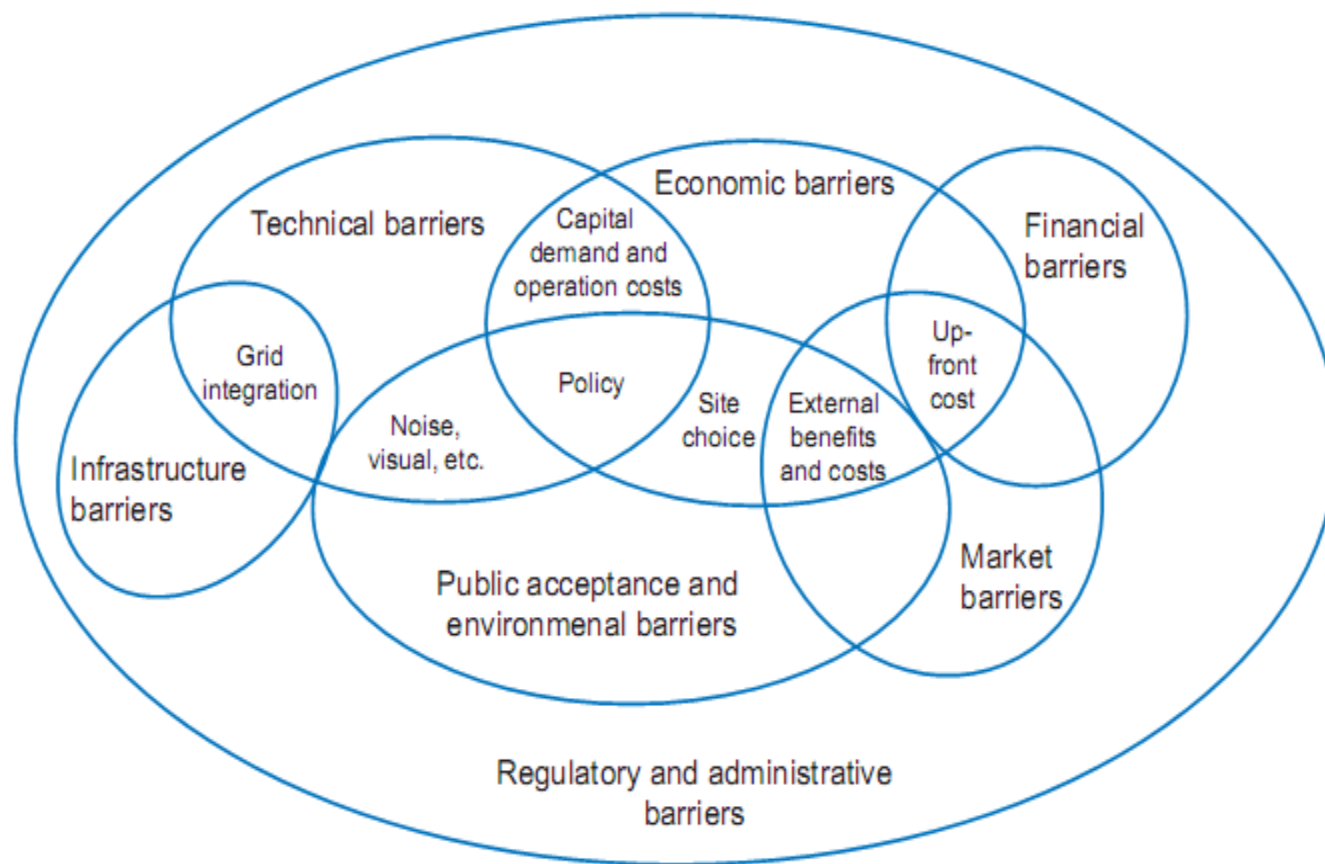 Technical barriers
Economic barriers
Financial
barriers
Capital
demand and
operation costs
Grid
integration
Infrastructure
barriers
Noise,
visual, etc.
Policy
Site
choice
External
benefits
and costs
Up-
front
cost
Market
barriers
Public acceptance and
environmenal barriers
Regulatory and administrative
barriers